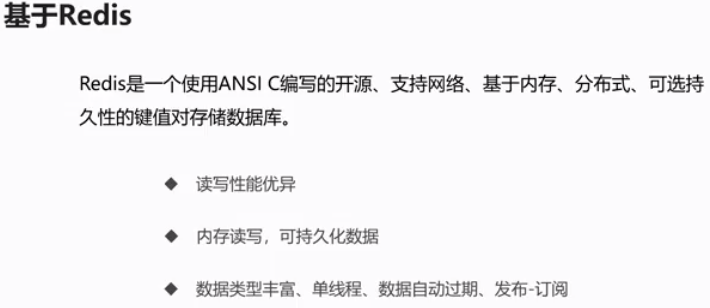 基于Redis
Redis是一个使用ANSI C编写的开源、支持网络、基于内存、分布式、可选持
久性的键值对存储数据库。
◆ 读写性能优异
◆ 内存读写，可持久化数据
◆ 数据类型丰富、单线程、数据自动过期、发布-订阅